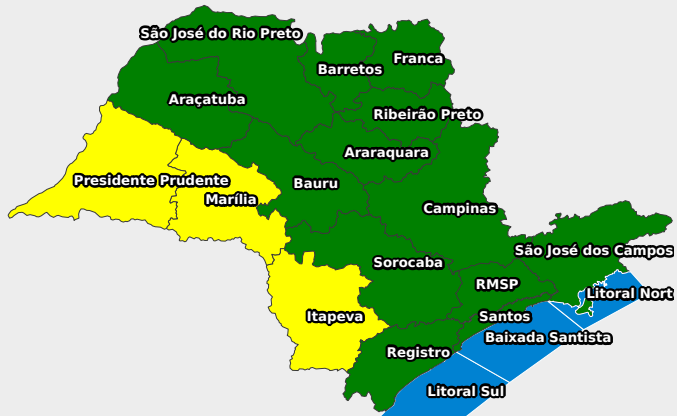 São José do Rio Preto
Franca
Barretos
Araçatuba
Ribeirão Preto
Araraquara
Presidente Prudente
Bauru
Marília
Campinas
São José dos Campos
Sorocaba
RMSP
Litoral Nort
Itapeva
Santos
Baixada Santista
Registro
Litoral Sul